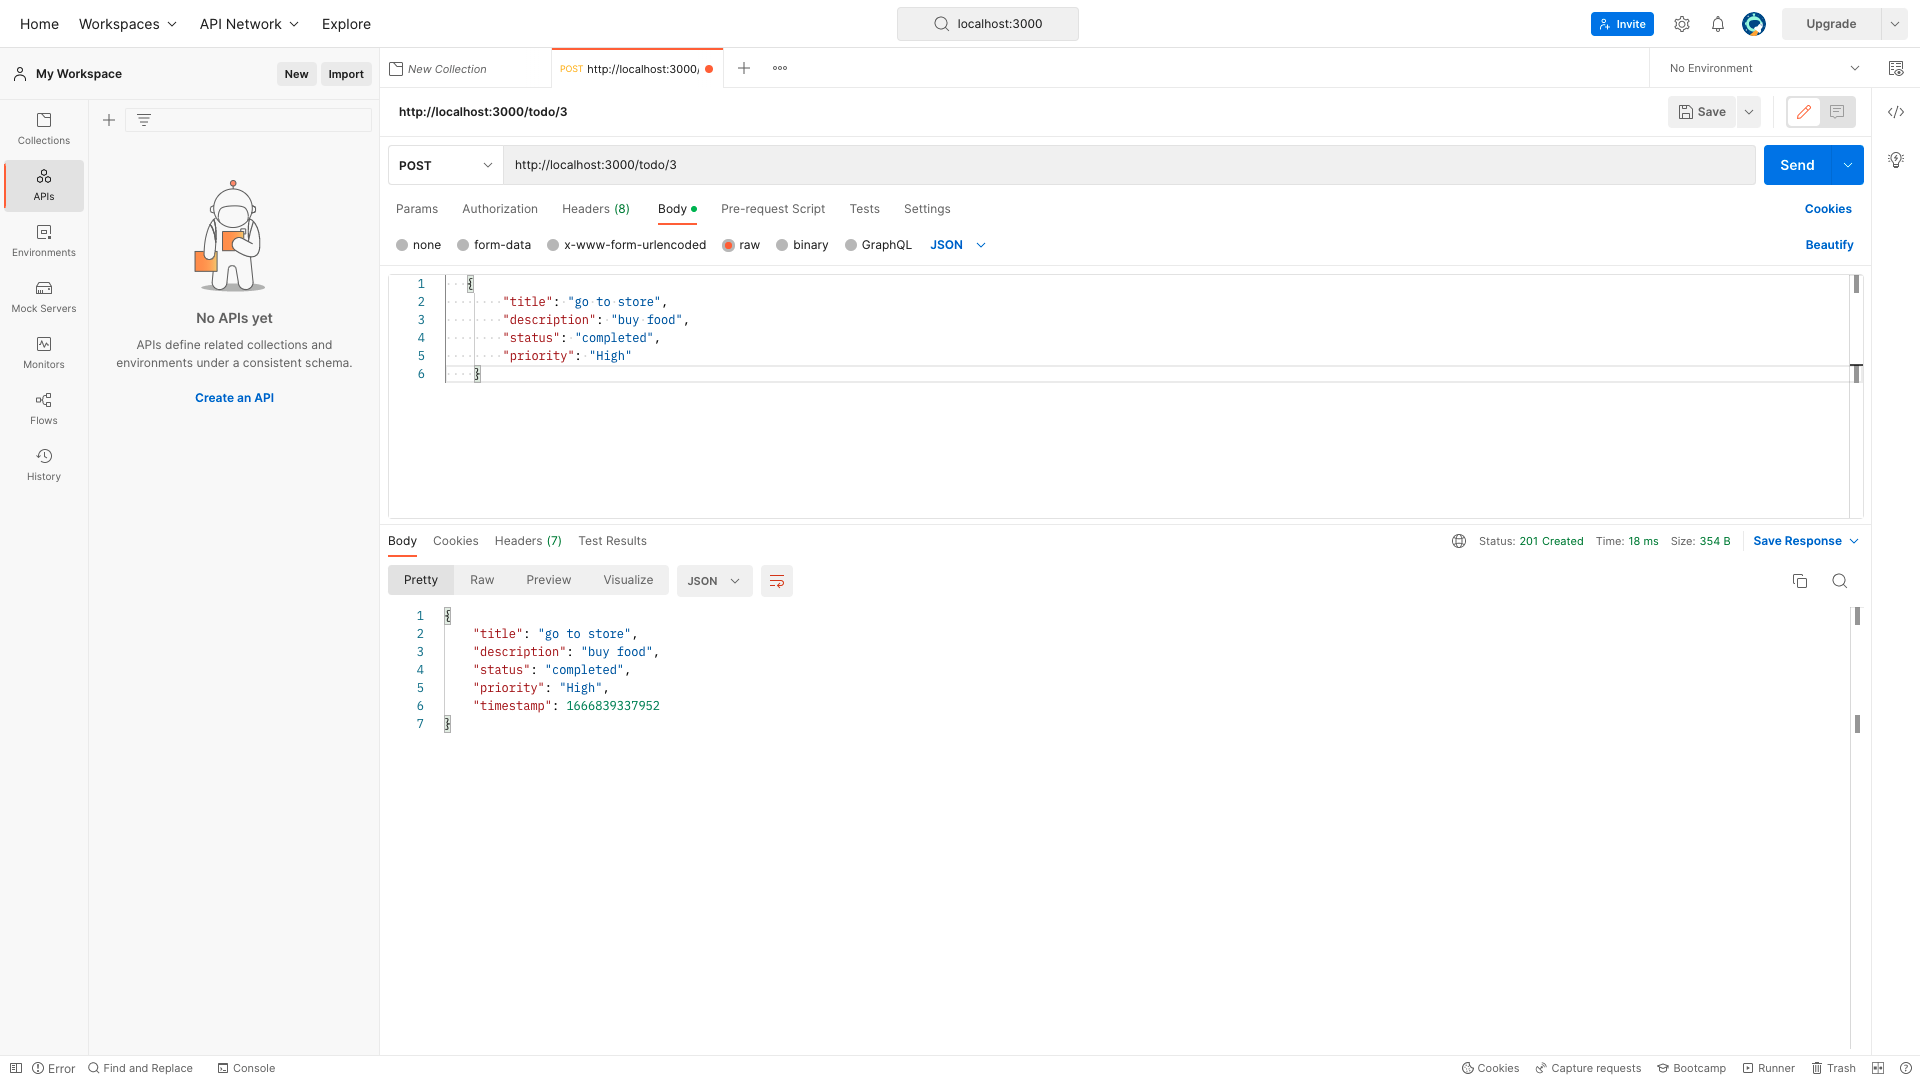 Home Workspaces API Network Explore localhost:3000 Invite Upgrade
My Workspace New Import New Collection POST http://localhost:3000/ No Environment
http://localhost:3000/todo/3 Save
Collections
APIs
Environments
Mock Servers
Monitors
Flows
History
No APIs yet
APIs define related collections and
environments under a consistent schema.
Create an API
POST http://localhost:3000/todo/3 Send
Params Authorization Headers (8) Body Pre-request Script Tests Settings Cookies
none form-data x-www-form-urlencoded raw binary GraphQL JSON Beautify
1 {
2 "title": "go to store",
3 "description": "buy food",
4 "status": "completed",
5 "priority": "High"
6 }
Body Cookies Headers (7) Test Results Status: 201 Created Time: 18 ms Size: 354 B Save Response
Pretty Raw Preview Visualize JSON
1 {
2 "title": "go to store",
3 "description": "buy food",
4 "status": "completed",
5 "priority": "High",
6 "timestamp": 1666839337952
7 }
Error Find and Replace Console Cookies Capture requests Bootcamp Runner Trash